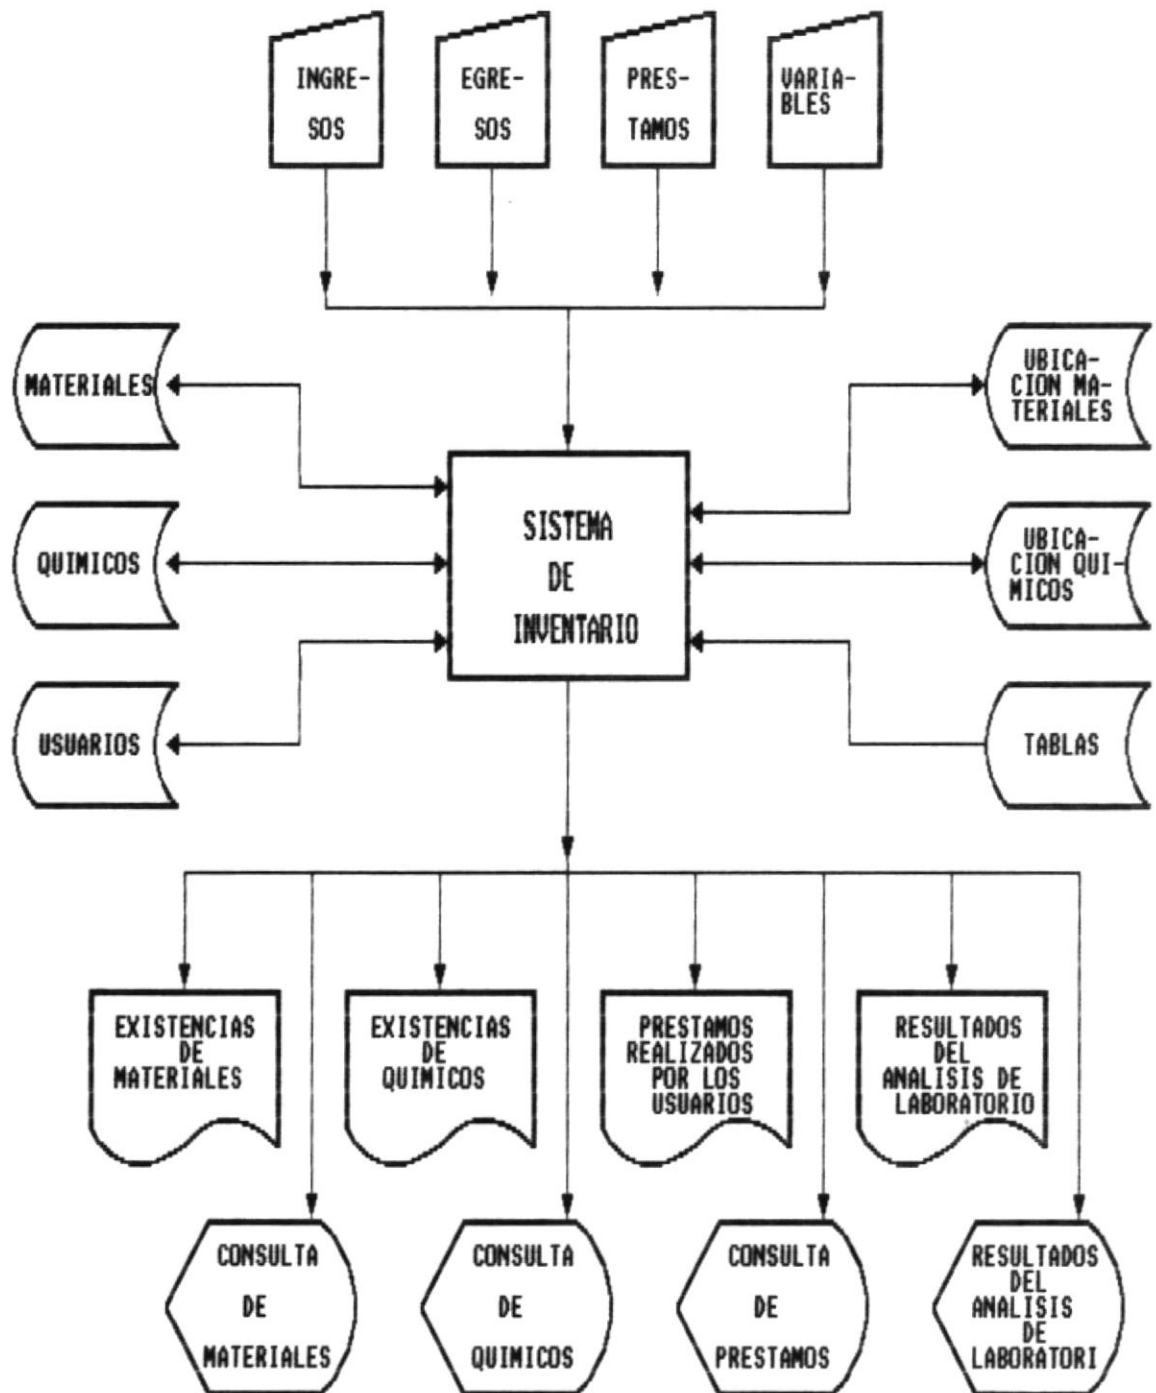 INGRE-
SOS
EGRE-
SOS
PRES-
TAMOS
VARIA-
BLES
MATERIALES
UBICA-
CION MA-
TERIALES
SISTEMA
DE
INVENTARIO
QUIMICOS
UBICA-
CION QUI-
MICOS
USUARIOS
TABLAS
EXISTENCIAS
DE
MATERIALES
EXISTENCIAS
DE
QUIMICOS
PRESTAMOS
REALIZADOS
POR LOS
USUARIOS
RESULTADOS
DEL
ANALISIS DE
LABORATORIO
CONSULTA
DE
MATERIALES
CONSULTA
DE
QUIMICOS
CONSULTA
DE
PRESTAMOS
RESULTADOS
DEL
ANALISIS
DE
LABORATORI